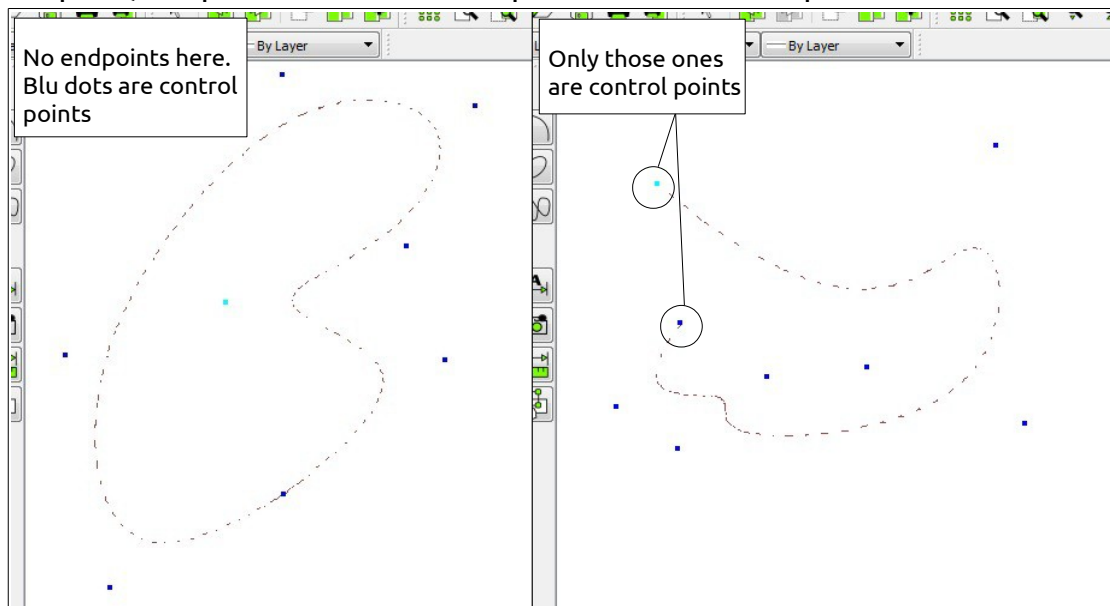 No endpoints here.
Blu dots are control
points
By Layer
Only those ones
are control points
By Layer